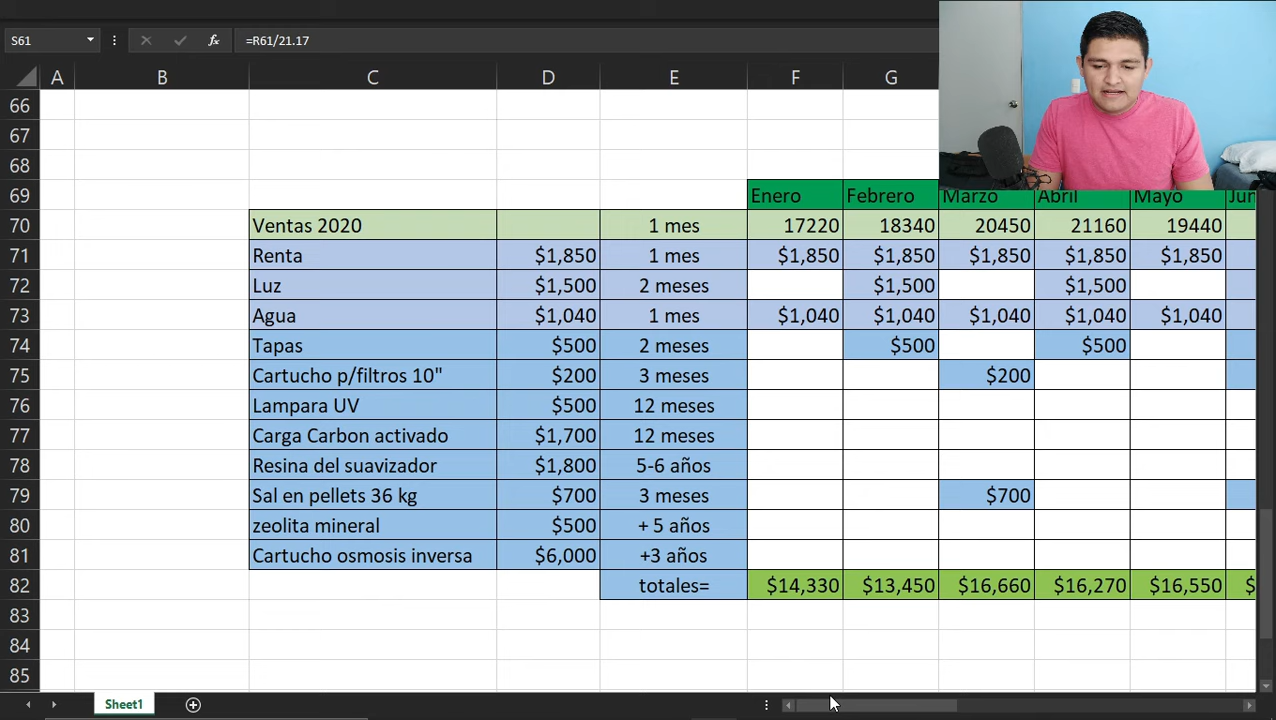 S61 fx =R61/21.17
A B C D E F G
66
67
68
69 Enero Febrero Marzo Abril Mayo Jun
70 Ventas 2020 1 mes 17220 18340 20450 21160 19440
71 Renta $1,850 1 mes $1,850 $1,850 $1,850 $1,850 $1,850
72 Luz $1,500 2 meses $1,500 $1,500
73 Agua $1,040 1 mes $1,040 $1,040 $1,040 $1,040 $1,040
74 Tapas $500 2 meses $500 $500
75 Cartucho p/filtros 10" $200 3 meses $200
76 Lampara UV $500 12 meses
77 Carga Carbon activado $1,700 12 meses
78 Resina del suavizador $1,800 5-6 años
79 Sal en pellets 36 kg $700 3 meses $700
80 zeolita mineral $500 + 5 años
81 Cartucho osmosis inversa $6,000 +3 años
82 totales= $14,330 $13,450 $16,660 $16,270 $16,550 $
83
84
85
Sheet1